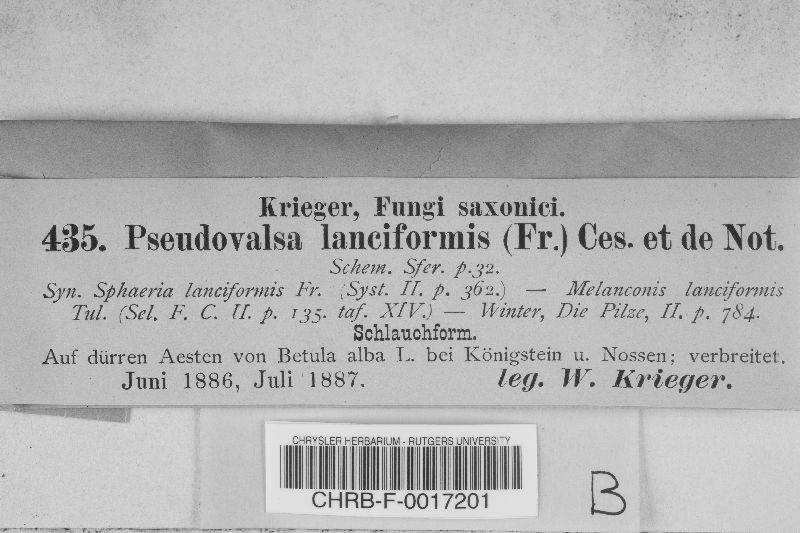 Krieger, Fungi saxonici.
435. Pseudovalsa lanciformis (Fr.) Ces. et de Not.
Schem. Sfer. p.32.
Syn. Sphaeria lanciformis Fr. (Syst. II. p. 362.) — Melanconis lanciformis
Tul. (Sel. F. C. II. p. 135. taf. XIV.) — Winter, Die Pilze, II. p. 784.
Schlauchform.
Auf dürren Aesten von Betula alba L. bei Königstein u. Nossen; verbreitet.
Juni 1886, Juli 1887. leg. W. Krieger.
CHRYSLER HERBARIUM - RUTGERS UNIVERSITY
CHRB-F-0017201
B